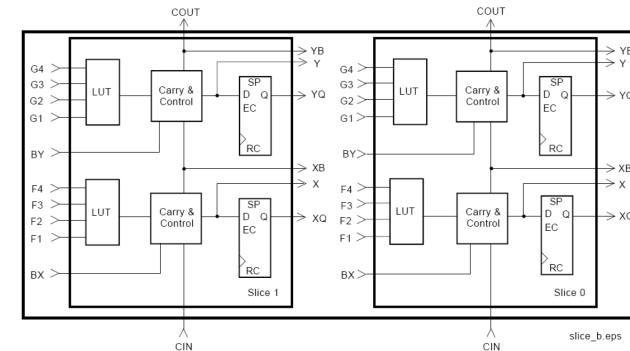 COUT
COUT
YB
Y
G4
G3
G2
G1
LUT
Carry &
Control
SP
D Q
EC
RC
YQ
BY
XB
X
F4
F3
F2
F1
LUT
Carry &
Control
SP
D Q
EC
RC
XQ
BX
Slice 1
CIN
YB
Y
G4
G3
G2
G1
LUT
Carry &
Control
SP
D Q
EC
RC
YQ
BY
XB
X
F4
F3
F2
F1
LUT
Carry &
Control
SP
D Q
EC
RC
XQ
BX
Slice 0
CIN
slice_b.eps